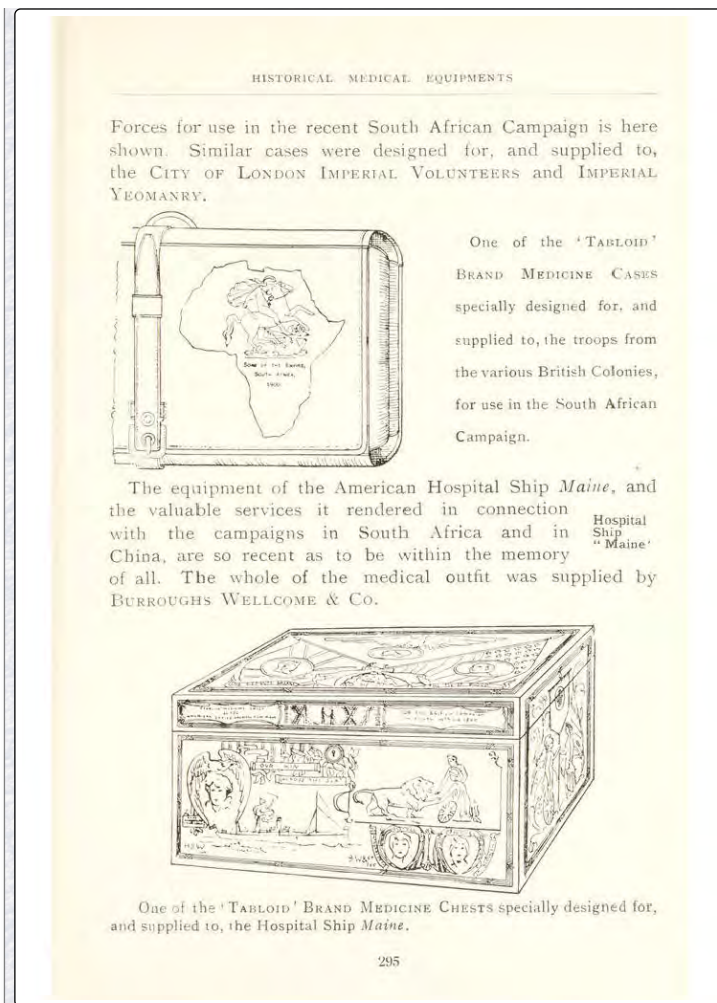 HISTORICAL MEDICAL EQUIPMENTS
Forces for use in the recent South African Campaign is here
shown. Similar cases were designed for, and supplied to,
the CITY OF LONDON IMPERIAL VOLUNTEERS and IMPERIAL
YEOMANRY.
SONS OF THE EMPIRE,
SOUTH AFRICA,
1900
One of the ‘TABLOID’
BRAND MEDICINE CASES
specially designed for, and
supplied to, the troops from
the various British Colonies,
for use in the South African
Campaign.
The equipment of the American Hospital Ship Maine, and
the valuable services it rendered in connection
with the campaigns in South Africa and in
China, are so recent as to be within the memory
of all. The whole of the medical outfit was supplied by
BURROUGHS WELLCOME & CO.
Hospital
Ship
“Maine’
One of the ‘TABLOID’ BRAND MEDICINE CHESTS specially designed for,
and supplied to, the Hospital Ship Maine.
295